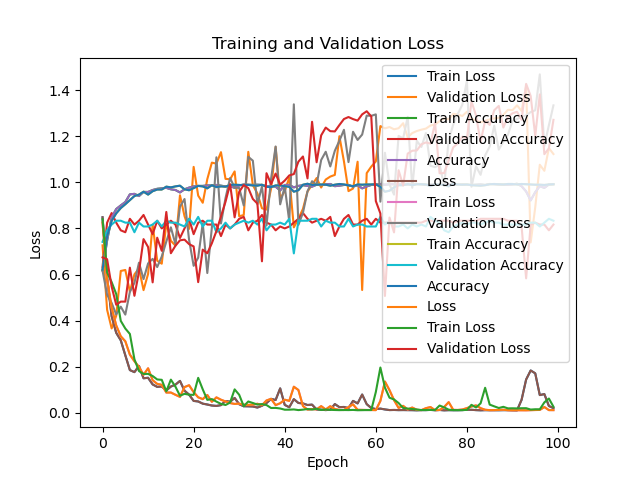 Training and Validation Loss
Loss
1.4
1.2
1.0
0.8
0.6
0.4
0.2
0.0
0
20
40
60
80
100
Epoch
Train Loss
Validation Loss
Train Accuracy
Validation Accuracy
Accuracy
Loss
Train Loss
Validation Loss
Train Accuracy
Validation Accuracy
Accuracy
Loss
Train Loss
Validation Loss